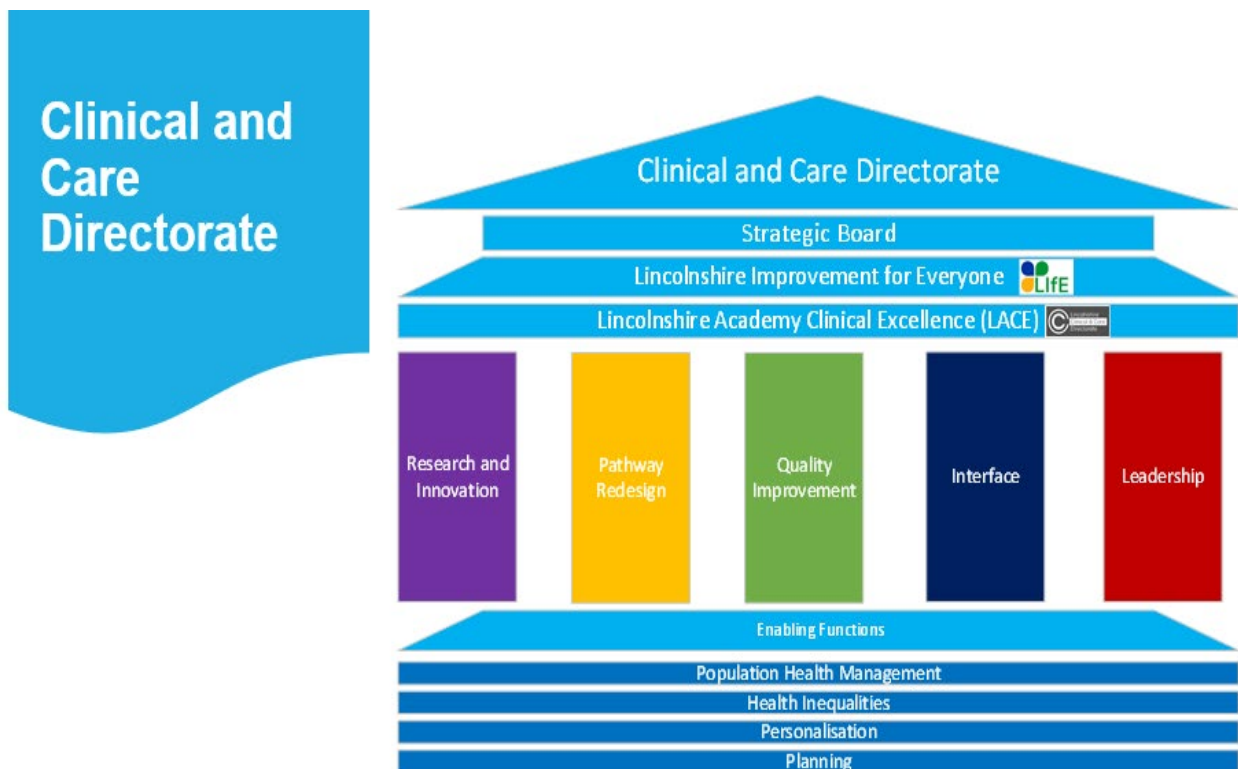 Clinical and
Care
Directorate
Clinical and Care Directorate
Strategic Board
Lincolnshire Improvement for Everyone
LIfE
Lincolnshire Academy Clinical Excellence (LACE)
Research and
Innovation
Pathway
Redesign
Quality
Improvement
Interface
Leadership
Enabling Functions
Population Health Management
Health Inequalities
Personalisation
Planning